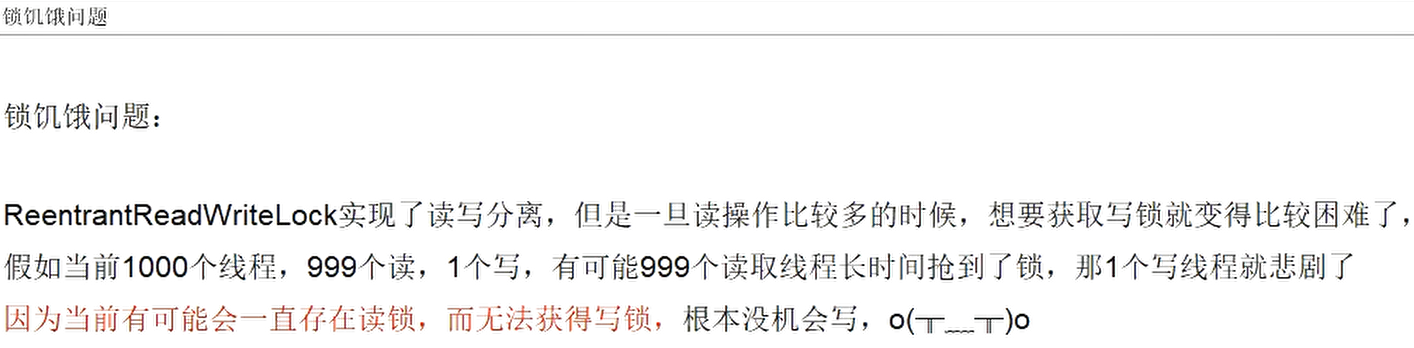 锁饥饿问题
锁饥饿问题：
ReentrantReadWriteLock实现了读写分离，但是一旦读操作比较多的时候，想要获取写锁就变得比较困难了，
假如当前1000个线程，999个读，1个写，有可能999个读取线程长时间抢到了锁，那1个写线程就悲剧了
因为当前有可能会一直存在读锁，而无法获得写锁，根本没机会写，o(╥﹏╥)o